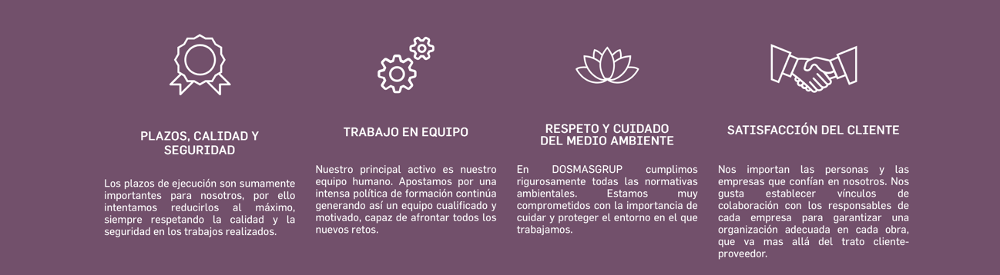 PLAZOS, CALIDAD Y
SEGURIDAD
Los plazos de ejecución son sumamente
importantes para nosotros, por ello
intentamos reducirlos al máximo,
siempre respetando la calidad y la
seguridad en los trabajos realizados.
TRABAJO EN EQUIPO
Nuestro principal activo es nuestro
equipo humano. Apostamos por una
intensa política de formación continúa
generando así un equipo cualificado y
motivado, capaz de afrontar todos los
nuevos retos.
RESPETO Y CUIDADO
DEL MEDIO AMBIENTE
En DOSMASGRUP cumplimos
rigurosamente todas las normativas
ambientales. Estamos muy
comprometidos con la importancia de
cuidar y proteger el entorno en el que
trabajamos.
SATISFACCIÓN DEL CLIENTE
Nos importan las personas y las
empresas que confían en nosotros. Nos
gusta establecer vínculos de
colaboración con los responsables de
cada empresa para garantizar una
organización adecuada en cada obra,
que va mas allá del trato cliente-
proveedor.